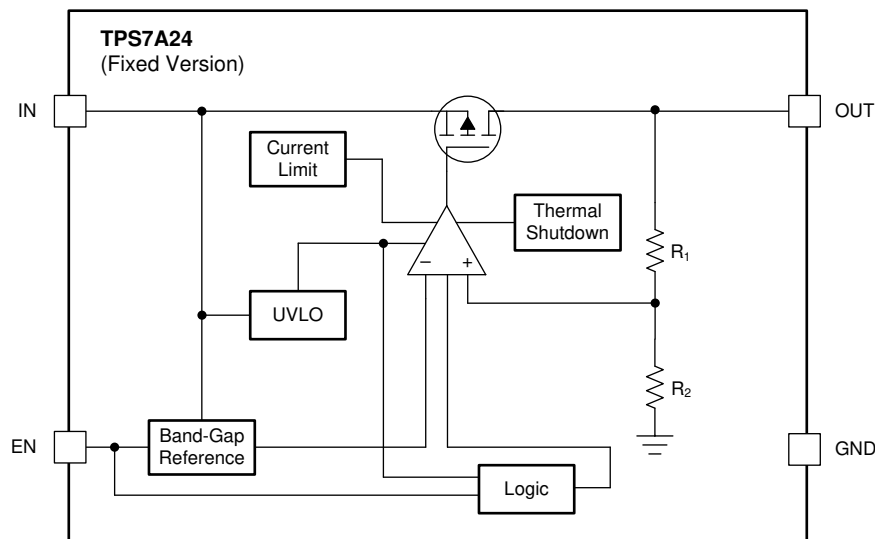 TPS7A24
(Fixed Version)
IN
OUT
Current
Limit
Thermal
Shutdown
R₁
− +
UVLO
R₂
EN
Band-Gap
Reference
GND
Logic